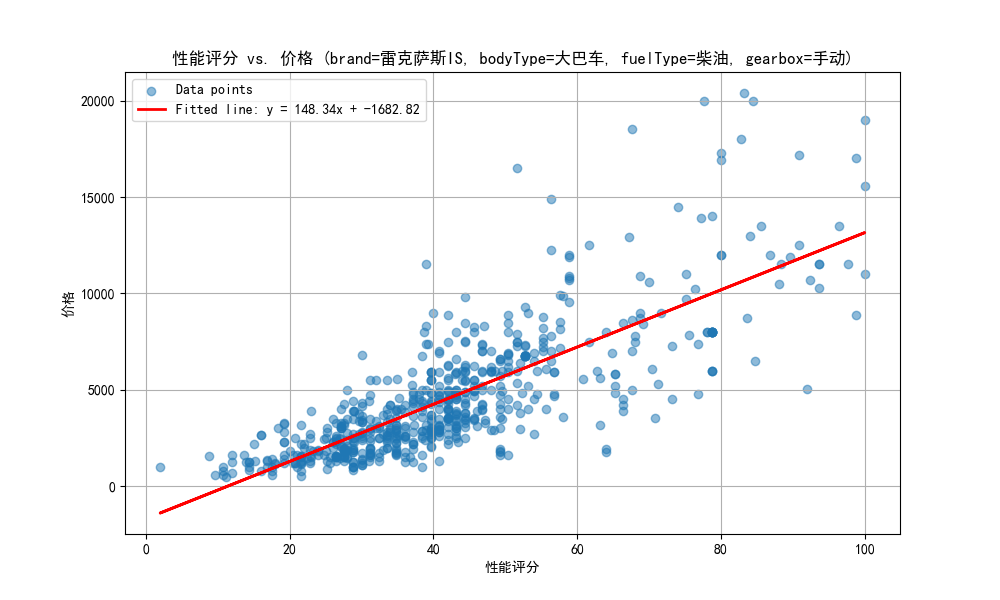 性能评分 vs. 价格 (brand=雷克萨斯IS, bodyType=大巴车, fuelType=柴油, gearbox=手动)
Data points
Fitted line: y = 148.34x + -1682.82
价格
20000
15000
10000
5000
0
0 20 40 60 80 100
性能评分